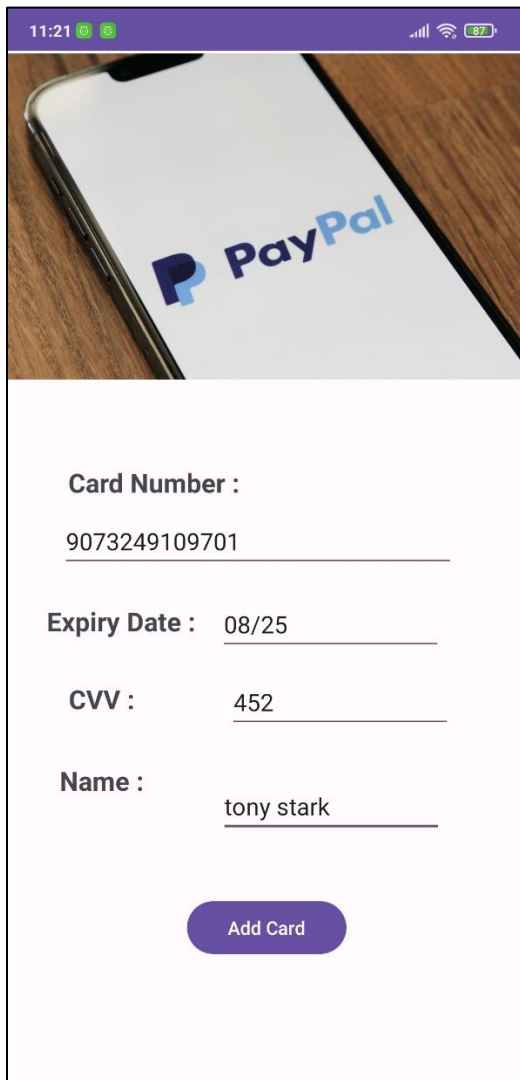 11:21
87
PayPal
Card Number :
9073249109701
Expiry Date : 08/25
CVV : 452
Name :
tony stark
Add Card